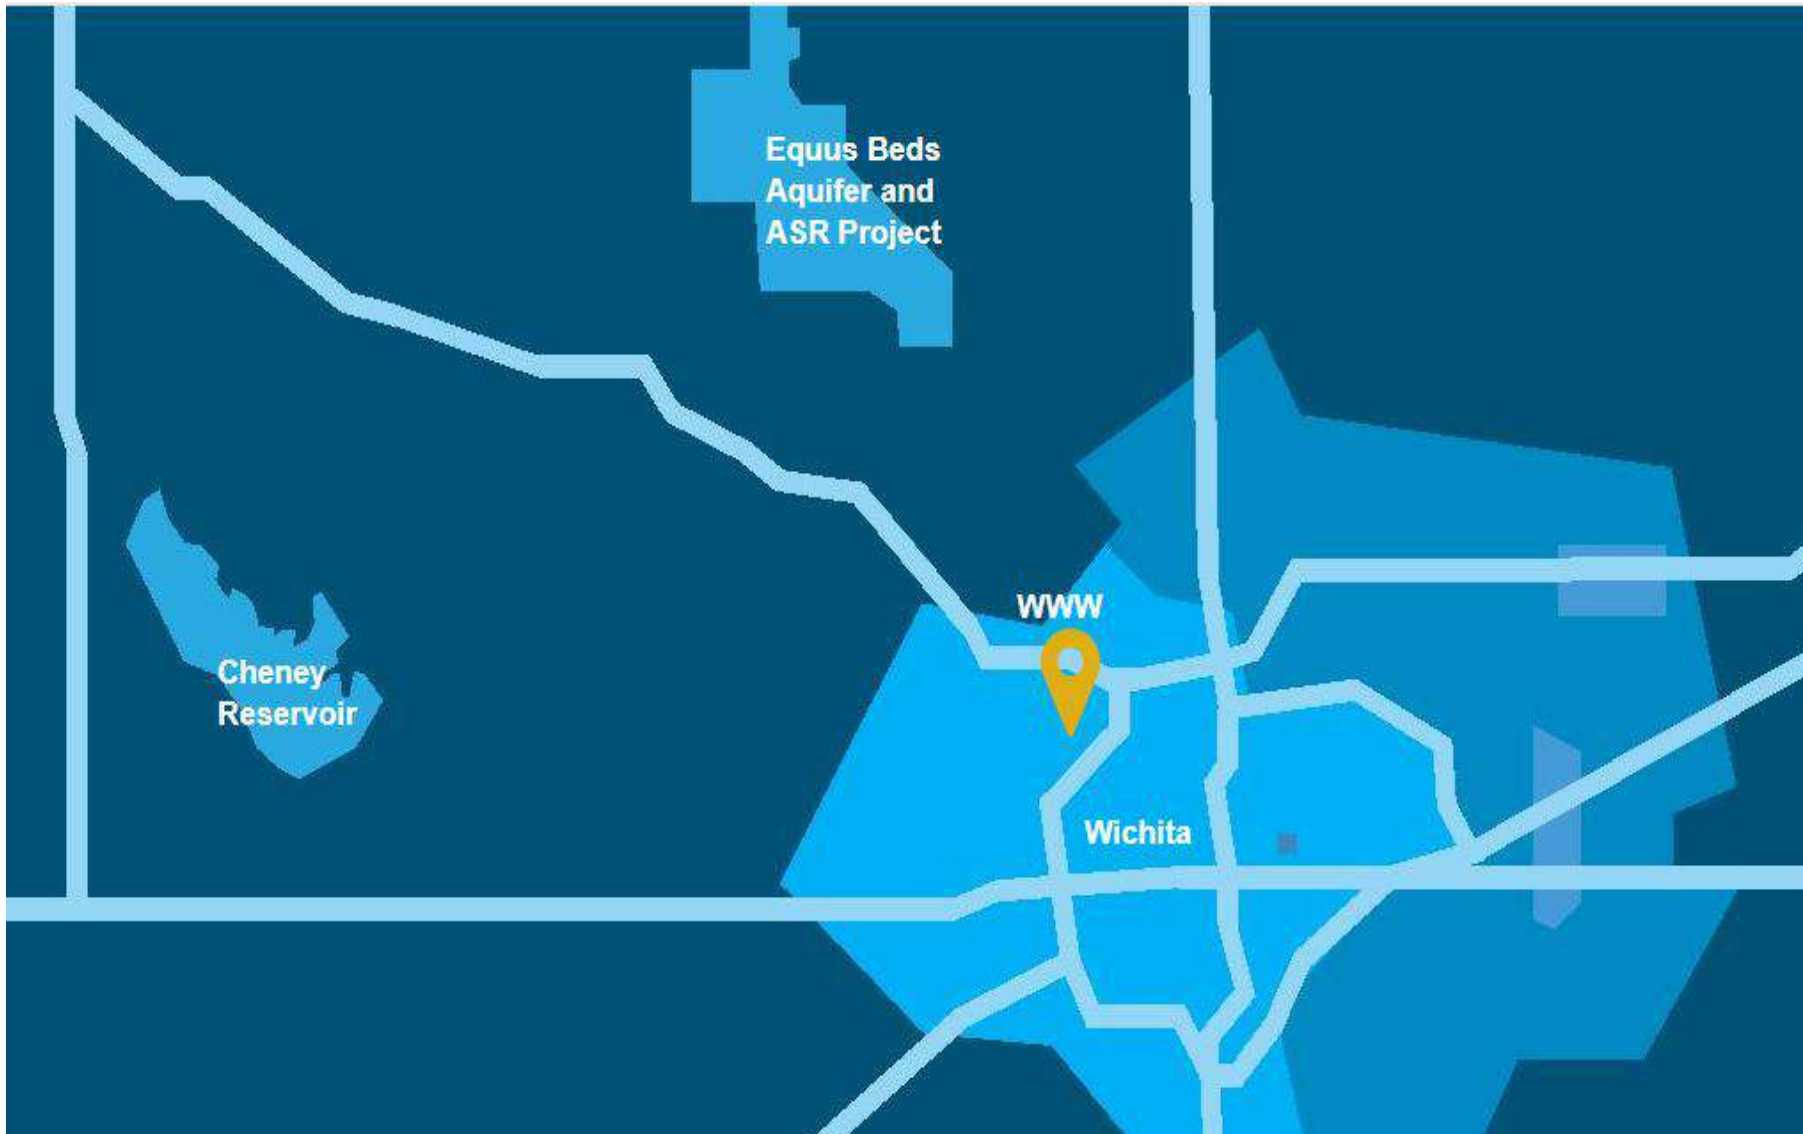 Equus Beds
Aquifer and
ASR Project
WWW
Cheney
Reservoir
Wichita